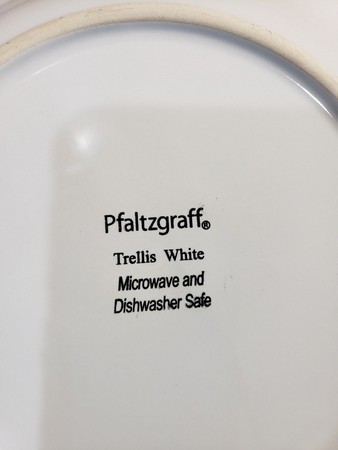 Pfaltzgraff®
Trellis White
Microwave and
Dishwasher Safe